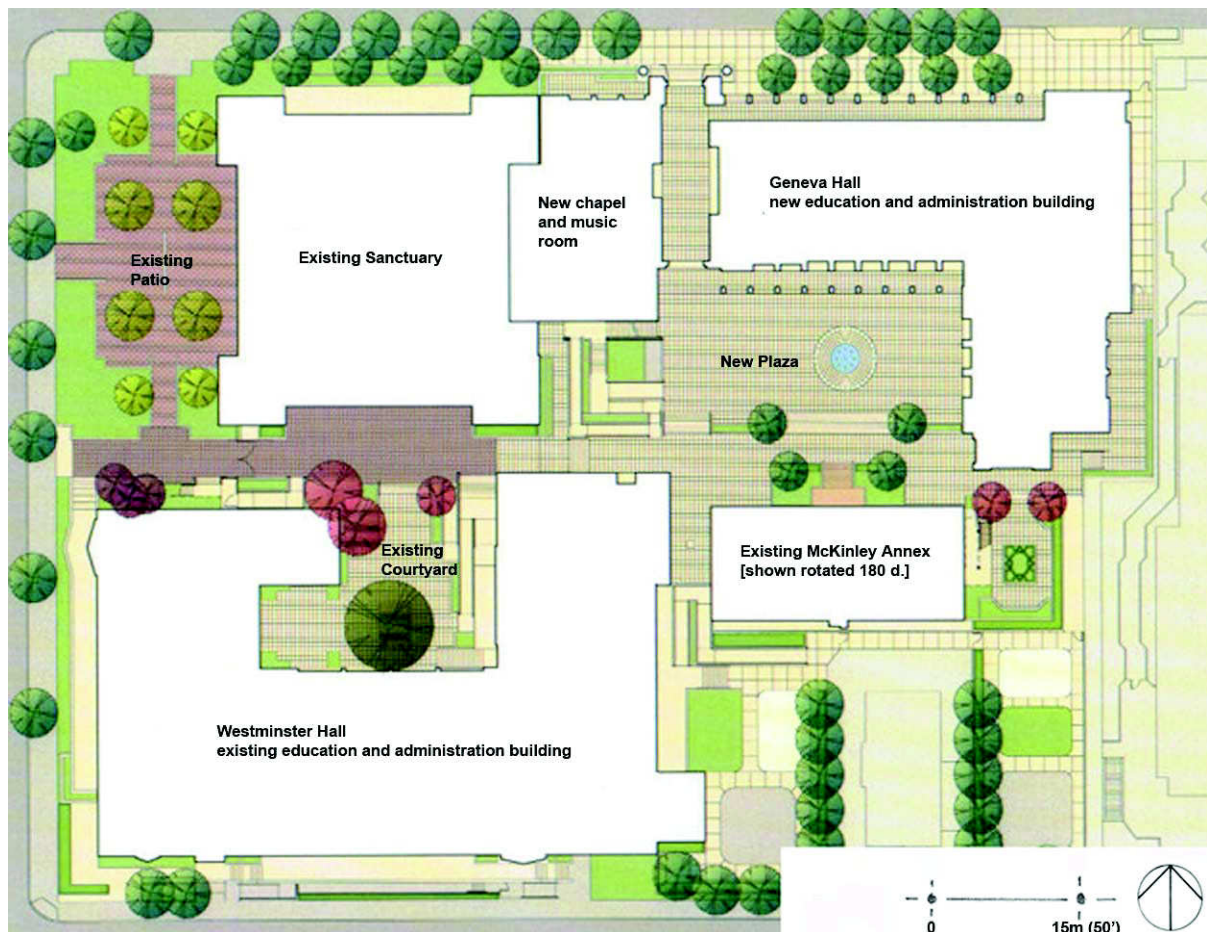 Geneva Hall
new education and administration building
New chapel
and music
room
Existing Sanctuary
Existing
Patio
New Plaza
Existing
Courtyard
Existing McKinley Annex
[shown rotated 180 d.]
Westminster Hall
existing education and administration building
0
15m (50')